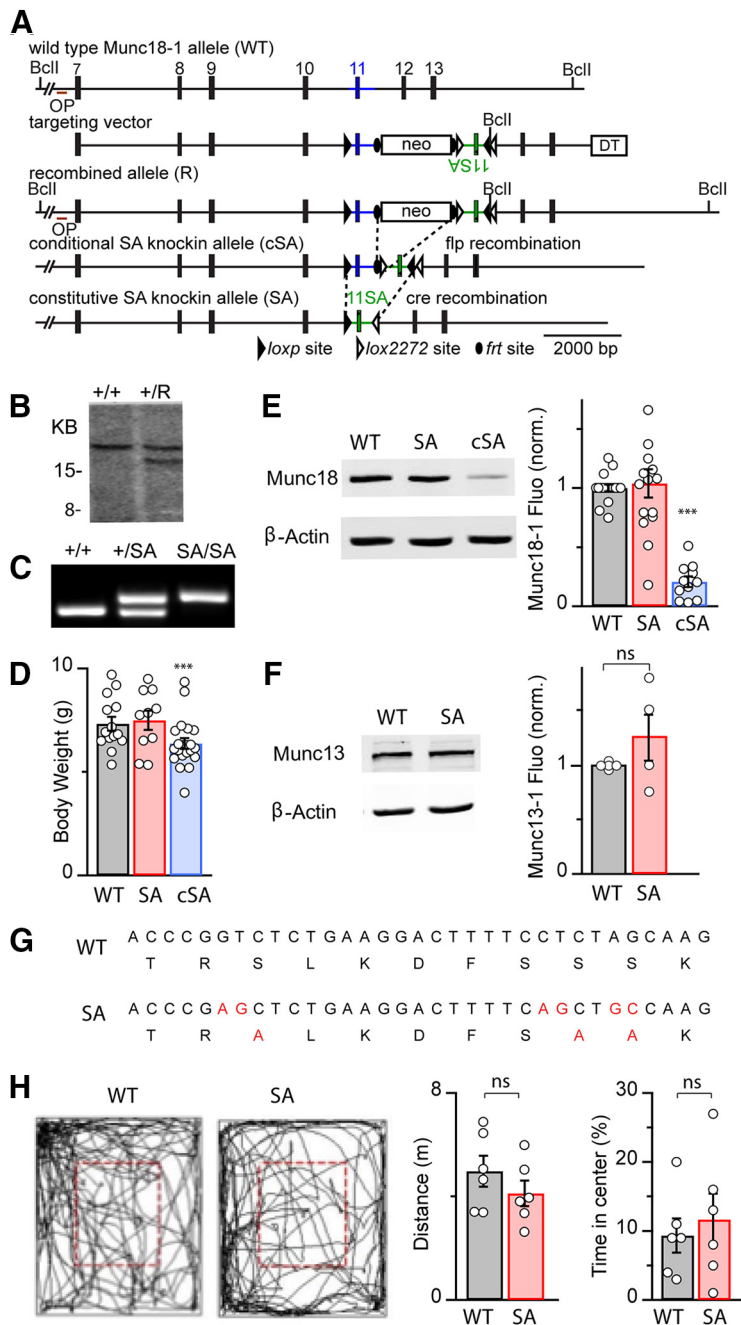 A
wild type Munc18-1 allele (WT)
BclI 7 8 9 10 11 12 13 BclI
OP
targeting vector
BclI
neo DT
11SA
recombined allele (R)
BclI BclI BclI
neo
OP
conditional SA knockin allele (cSA) flp recombination
constitutive SA knockin allele (SA) 11SA cre recombination
loxp site lox2272 site frt site 2000 bp
B
+/+ +/R
KB
15-
8-
C
+/+ +/SA SA/SA
D
Body Weight (g)
10
0
***
WT SA cSA
E
WT SA cSA
Munc18
β-Actin
Munc18-1 Fluo (norm.)
1
0
***
WT SA cSA
F
WT SA
Munc13
β-Actin
Munc13-1 Fluo (norm.)
ns
1
0
WT SA
G
WT
A C C C G G T C T C T G A A G G A C T T T T C C T C T A G C A A G
T R S L K D F S S S K
SA
A C C C G A G C T C T G A A G G A C T T T T C A G C T G C C A A G
T R A L K D F S A A K
H
WT SA
Distance (m)
8
0
ns
WT SA
Time in center (%)
30
20
10
0
ns
WT SA